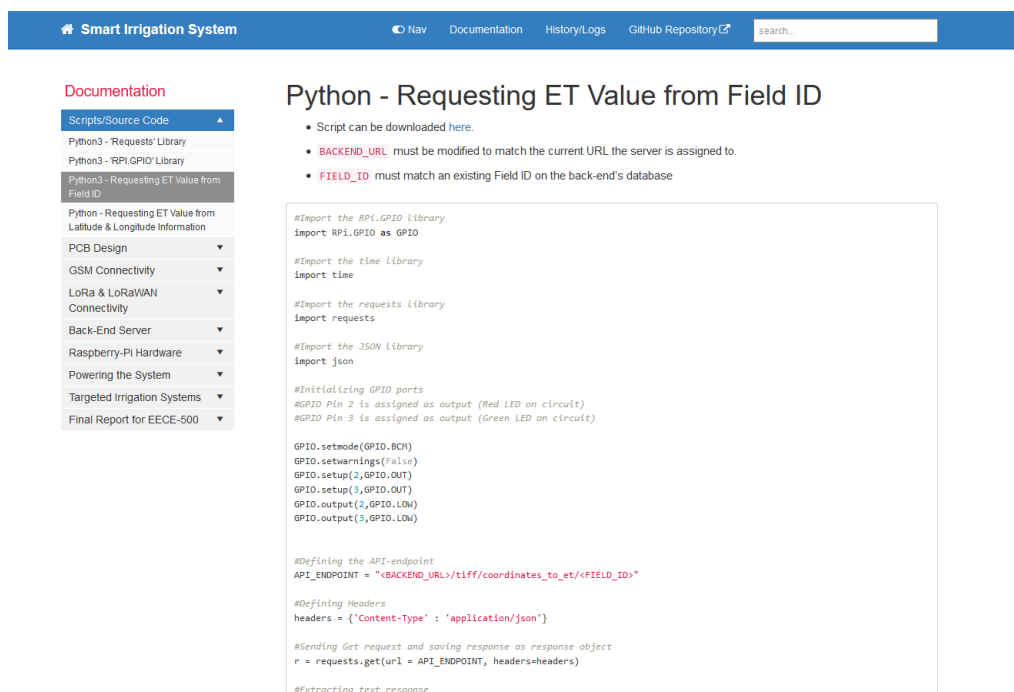 Smart Irrigation System
Nav
Documentation
History/Logs
GitHub Repository
search...
Documentation
Scripts/Source Code
Python3 - 'Requests' Library
Python3 - 'RPI.GPIO' Library
Python3 - Requesting ET Value from
Field ID
Python - Requesting ET Value from
Latitude & Longitude Information
PCB Design
GSM Connectivity
LoRa & LoRaWAN
Connectivity
Back-End Server
Raspberry-Pi Hardware
Powering the System
Targeted Irrigation Systems
Final Report for EECE-500
Python - Requesting ET Value from Field ID
• Script can be downloaded here.
• BACKEND_URL must be modified to match the current URL the server is assigned to.
• FIELD_ID must match an existing Field ID on the back-end's database
#Import the RPi.GPIO library
import RPi.GPIO as GPIO
#Import the time library
import time
#Import the requests library
import requests
#Import the JSON library
import json
#Initializing GPIO ports
#GPIO Pin 2 is assigned as output (Red LED on circuit)
#GPIO Pin 3 is assigned as output (Green LED on circuit)
GPIO.setmode(GPIO.BCM)
GPIO.setwarnings(False)
GPIO.setup(2,GPIO.OUT)
GPIO.setup(3,GPIO.OUT)
GPIO.output(2,GPIO.LOW)
GPIO.output(3,GPIO.LOW)
#Defining the API-endpoint
API_ENDPOINT = "<BACKEND_URL>/tiff/coordinates_to_et/<FIELD_ID>"
#Defining Headers
headers = {'Content-Type' : 'application/json'}
#Sending Get request and saving response as response object
r = requests.get(url = API_ENDPOINT, headers=headers)
#Extracting text response